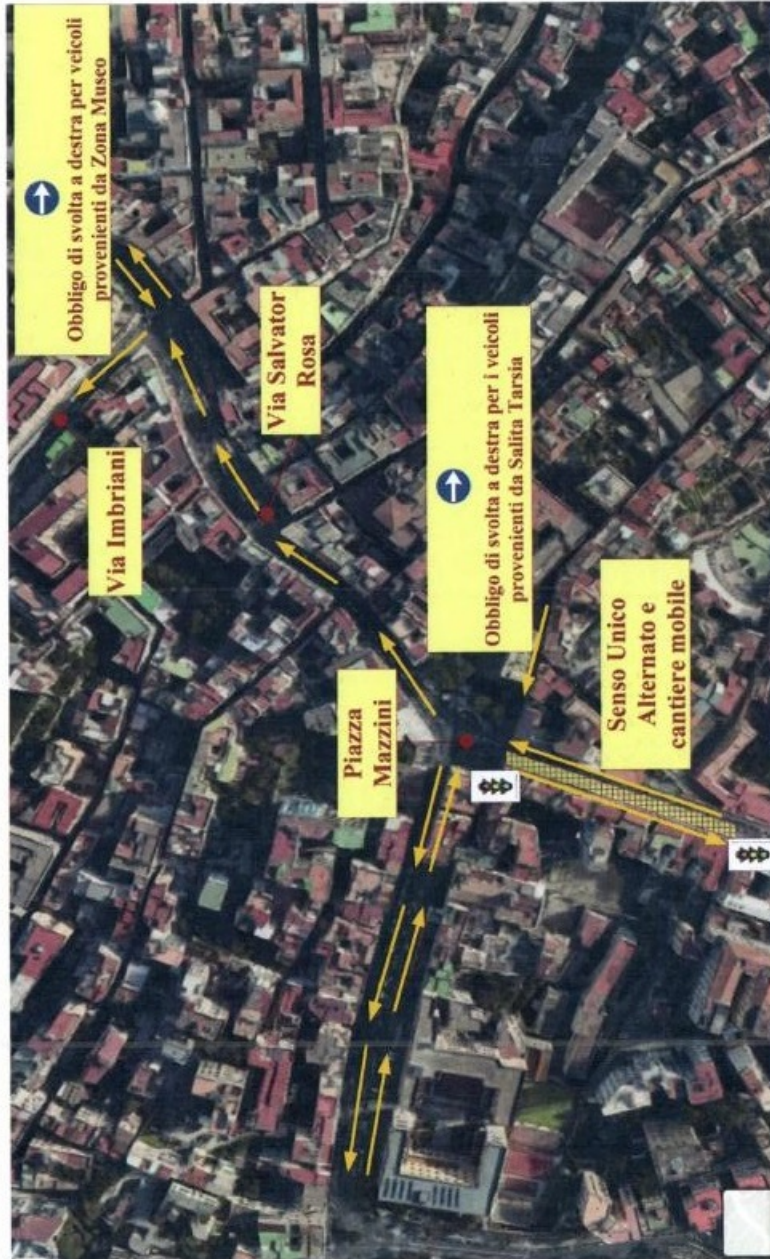 Obbligo di svolta a destra per veicoli
provenienti da Zona Museo
Via Imbriani
Via Salvator
Rosa
Piazza
Mazzini
Obbligo di svolta a destra per i veicoli
provenienti da Salita Tarsia
Senso Unico
Alternato e
cantiere mobile